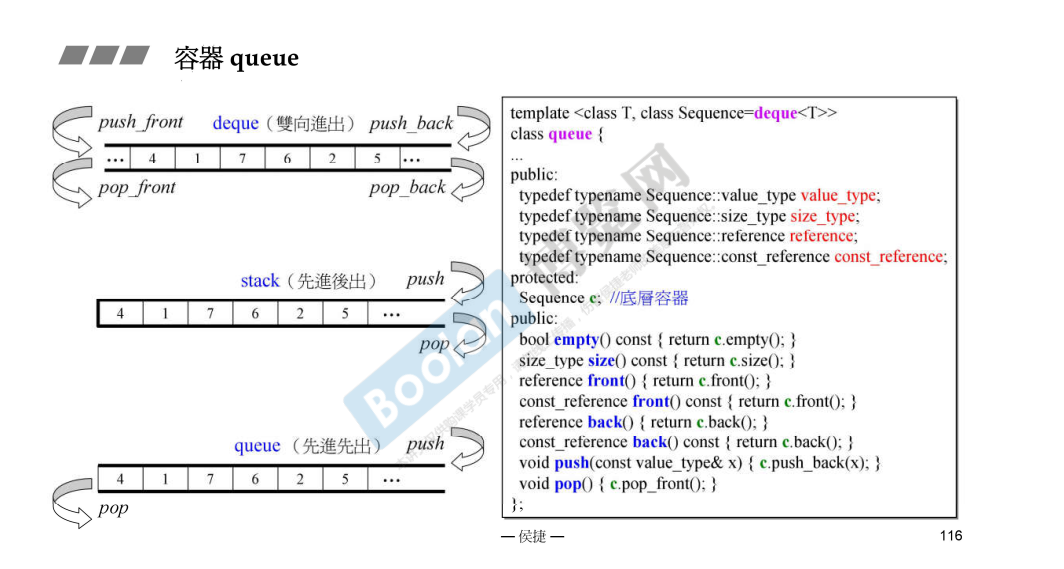 容器 queue
push_front deque（雙向進出） push_back
… 4 1 7 6 2 5 …
pop_front pop_back
stack（先進後出） push
4 1 7 6 2 5 …
pop
queue （先進先出） push
4 1 7 6 2 5 …
pop
template <class T, class Sequence=deque<T>>
class queue {
...
public:
typedef typename Sequence::value_type value_type;
typedef typename Sequence::size_type size_type;
typedef typename Sequence::reference reference;
typedef typename Sequence::const_reference const_reference;
protected:
Sequence c; //底層容器
public:
bool empty() const { return c.empty(); }
size_type size() const { return c.size(); }
reference front() { return c.front(); }
const_reference front() const { return c.front(); }
reference back() { return c.back(); }
const_reference back() const { return c.back(); }
void push(const value_type& x) { c.push_back(x); }
void pop() { c.pop_front(); }
};
Boolan 博览网
— 侯捷 —
116